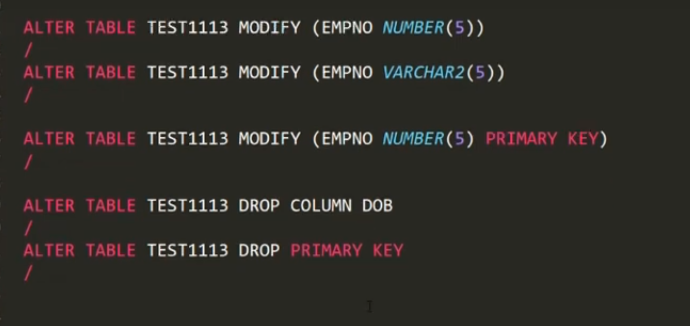 ALTER TABLE TEST1113 MODIFY (EMPNO NUMBER(5))
/
ALTER TABLE TEST1113 MODIFY (EMPNO VARCHAR2(5))
/
ALTER TABLE TEST1113 MODIFY (EMPNO NUMBER(5) PRIMARY KEY)
/
ALTER TABLE TEST1113 DROP COLUMN DOB
/
ALTER TABLE TEST1113 DROP PRIMARY KEY
/